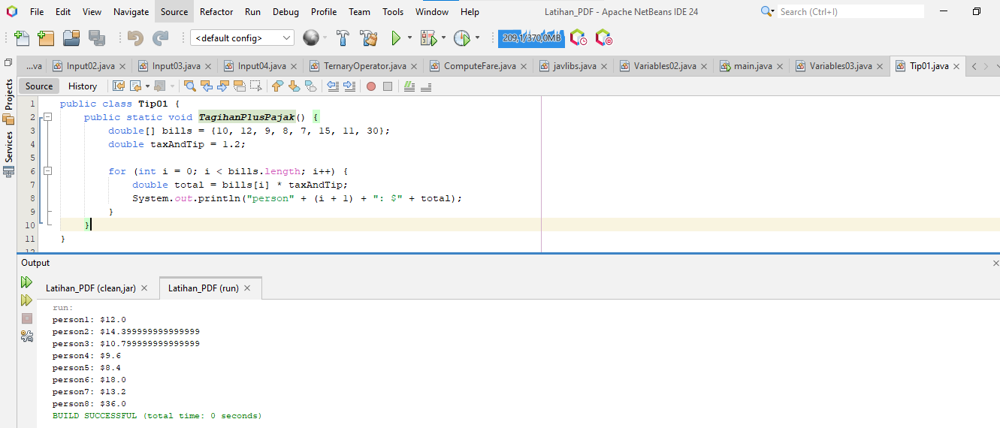 File Edit View Navigate Source Refactor Run Debug Profile Team Tools Window Help Latihan_PDF - Apache NetBeans IDE 24 Search (Ctrl+I)
<default config> 209,1/370,0MB
...va Input02.java Input03.java Input04.java TernaryOperator.java ComputeFare.java javlibs.java Variables02.java main.java Variables03.java Tip01.java
Projects
Services
Source History
1 public class Tip01 {
2 public static void TagihanPlusPajak() {
3 double[] bills = {10, 12, 9, 8, 7, 15, 11, 30};
4 double taxAndTip = 1.2;
5
6 for (int i = 0; i < bills.length; i++) {
7 double total = bills[i] * taxAndTip;
8 System.out.println("person" + (i + 1) + ": $" + total);
9 }
10 }
11 }
12
Output
Latihan_PDF (clean,jar) Latihan_PDF (run)
run:
person1: $12.0
person2: $14.399999999999999
person3: $10.799999999999999
person4: $9.6
person5: $8.4
person6: $18.0
person7: $13.2
person8: $36.0
BUILD SUCCESSFUL (total time: 0 seconds)